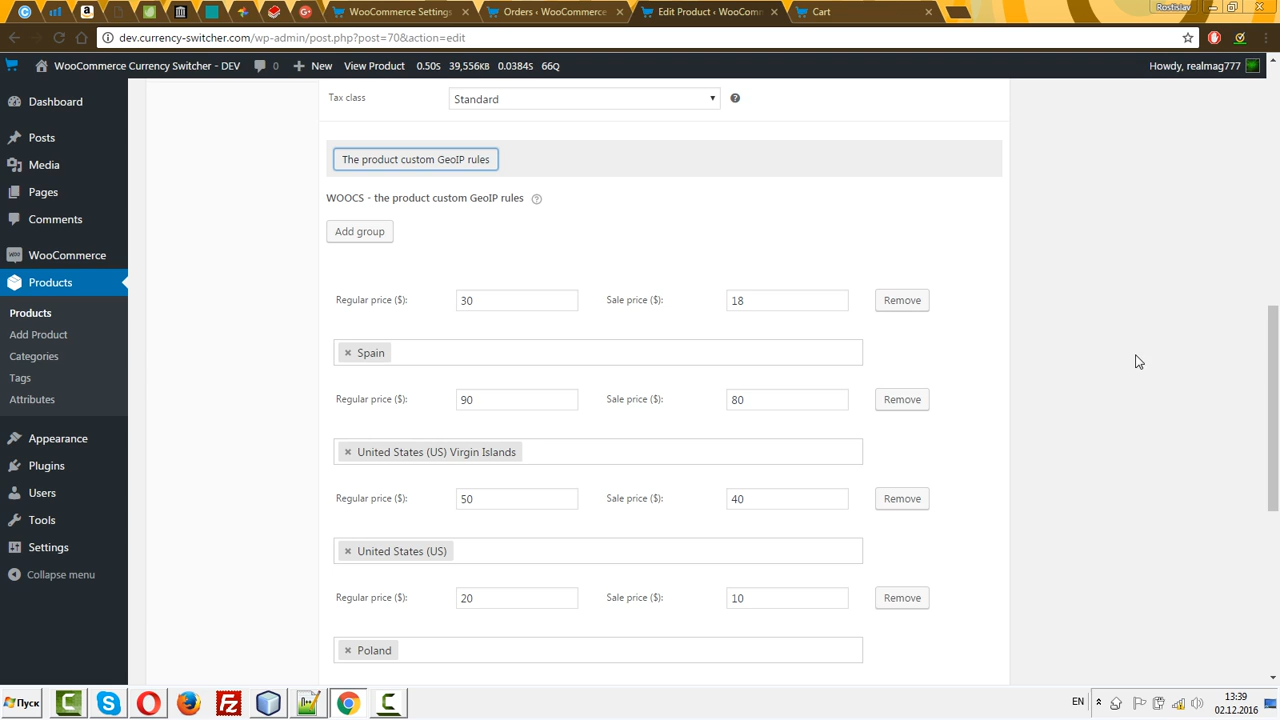 WooCommerce Settings
Orders ‹ WooCommerce
Edit Product ‹ WooComm
Cart
Rostislav
dev.currency-switcher.com/wp-admin/post.php?post=70&action=edit
WooCommerce Currency Switcher - DEV
0
New
View Product
0.50S
39,556KB
0.0384S
66Q
Howdy, realmag777
Dashboard
Posts
Media
Pages
Comments
WooCommerce
Products
Products
Add Product
Categories
Tags
Attributes
Appearance
Plugins
Users
Tools
Settings
Collapse menu
Tax class
Standard
The product custom GeoIP rules
WOOCS - the product custom GeoIP rules
Add group
Regular price ($):
30
Sale price ($):
18
Remove
× Spain
Regular price ($):
90
Sale price ($):
80
Remove
× United States (US) Virgin Islands
Regular price ($):
50
Sale price ($):
40
Remove
× United States (US)
Regular price ($):
20
Sale price ($):
10
Remove
× Poland
Пуск
EN
13:39
02.12.2016